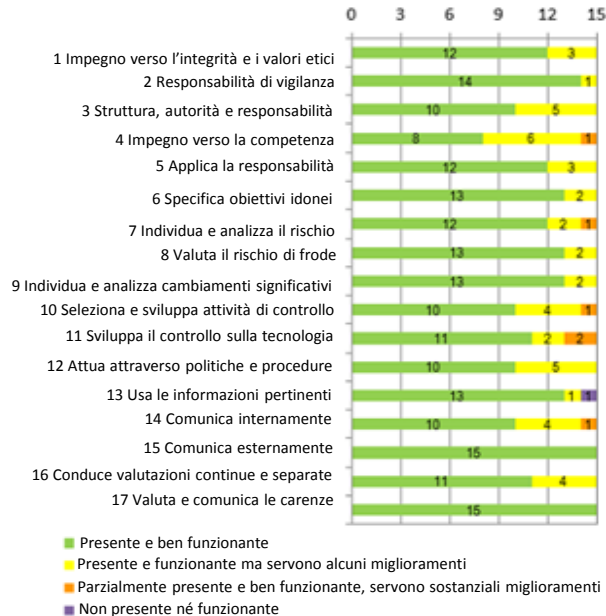 0 3 6 9 12 15
1 Impegno verso l'integrità e i valori etici 12 3
2 Responsabilità di vigilanza 14 1
3 Struttura, autorità e responsabilità 10 5
4 Impegno verso la competenza 8 6 1
5 Applica la responsabilità 12 3
6 Specifica obiettivi idonei 13 2
7 Individua e analizza il rischio 12 2 1
8 Valuta il rischio di frode 13 2
9 Individua e analizza cambiamenti significativi 13 2
10 Seleziona e sviluppa attività di controllo 10 4 1
11 Sviluppa il controllo sulla tecnologia 11 2 2
12 Attua attraverso politiche e procedure 10 5
13 Usa le informazioni pertinenti 13 1 1
14 Comunica internamente 10 4 1
15 Comunica esternamente 15
16 Conduce valutazioni continue e separate 11 4
17 Valuta e comunica le carenze 15
Presente e ben funzionante
Presente e funzionante ma servono alcuni miglioramenti
Parzialmente presente e ben funzionante, servono sostanziali miglioramenti
Non presente né funzionante